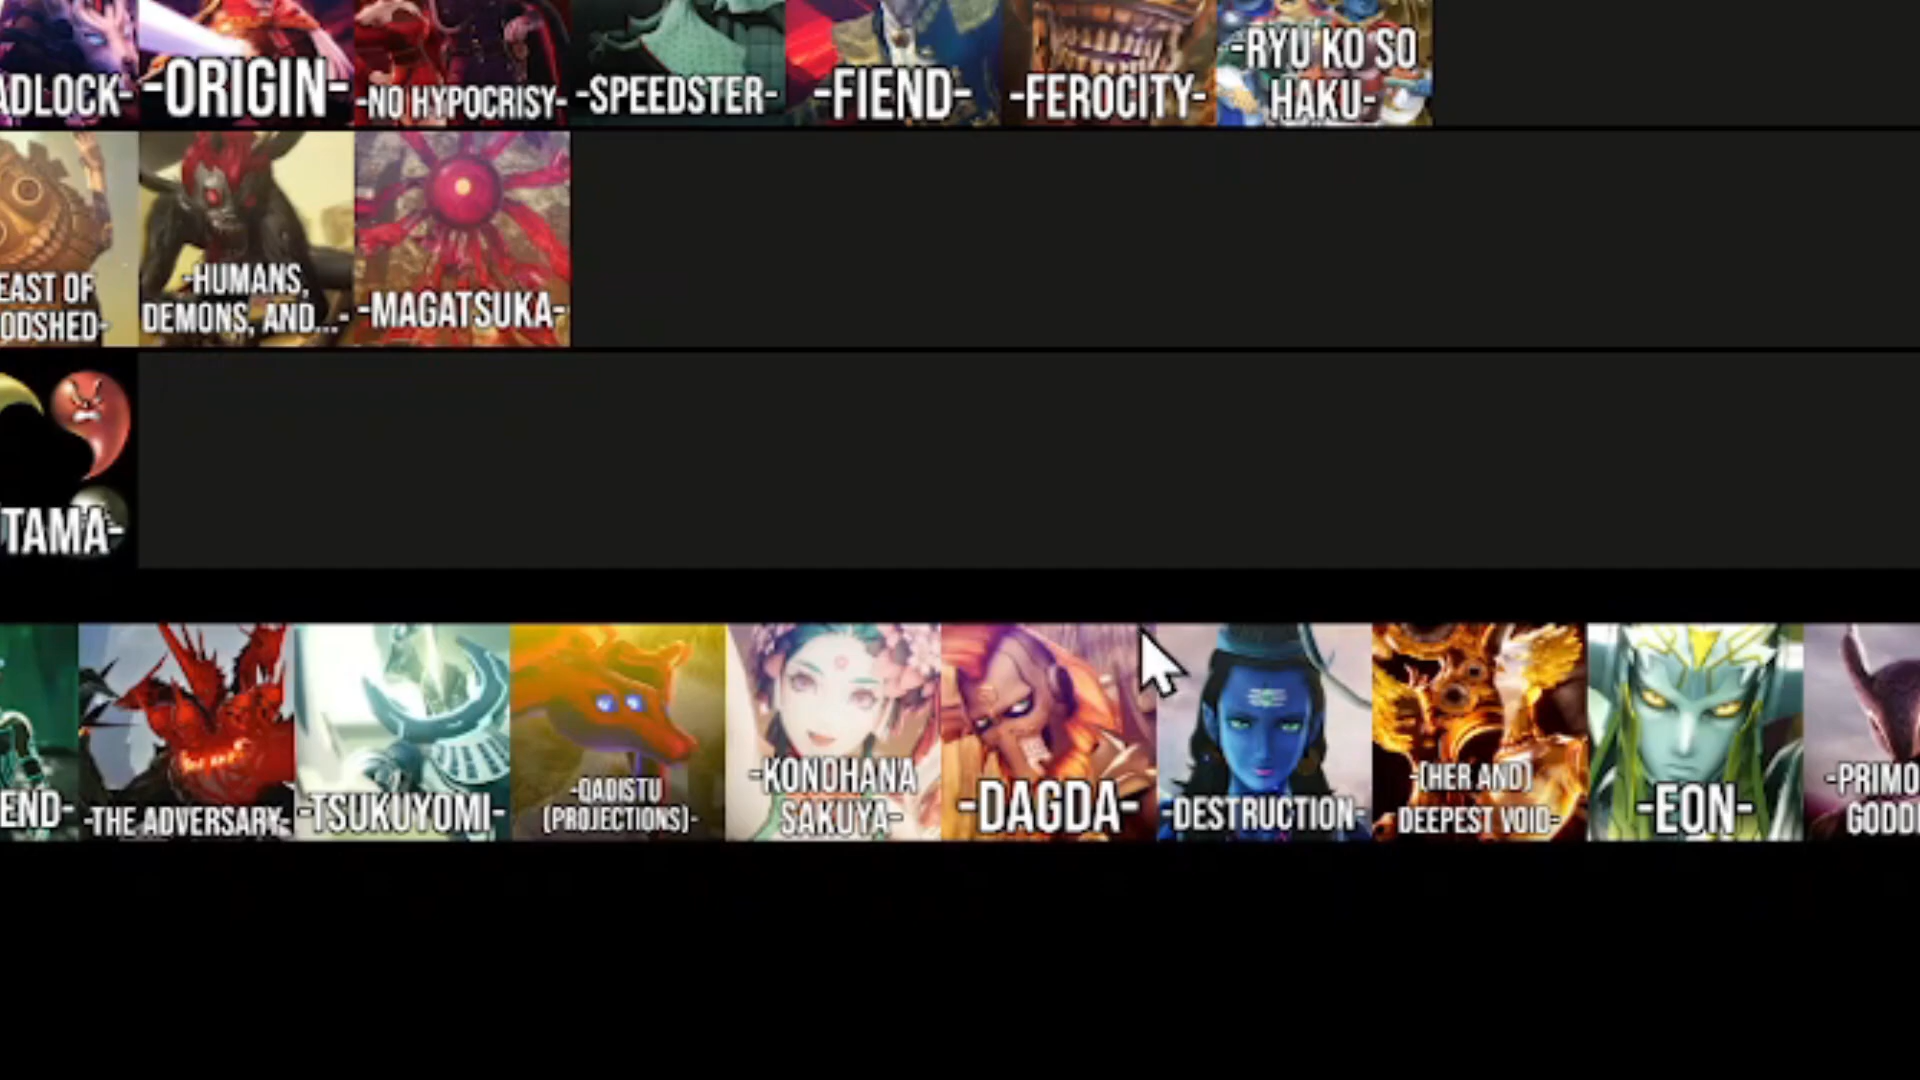 ADLOCK-
-ORIGIN-
-NO HYPOCRISY-
-SPEEDSTER-
-FIEND-
-FEROCITY-
-RYU KO SO
HAKU-
EAST OF
ODSHED-
-HUMANS,
DEMONS, AND...-
-MAGATSUKA-
TAMA-
END-
-THE ADVERSARY-
-TSUKUYOMI-
-QADISTU
(PROJECTIONS)-
-KONOHANA
SAKUYA-
-DAGDA-
-DESTRUCTION-
-(HER AND)
DEEPEST VOID-
-EON-
-PRIMO
GODD